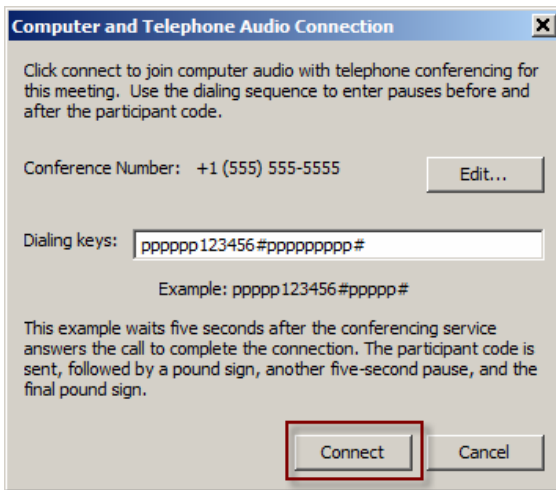 Computer and Telephone Audio Connection
Click connect to join computer audio with telephone conferencing for
this meeting. Use the dialing sequence to enter pauses before and
after the participant code.
Conference Number: +1 (555) 555-5555
Edit...
Dialing keys: pppppp123456#ppppppppp#
Example: ppppp123456#ppppp#
This example waits five seconds after the conferencing service
answers the call to complete the connection. The participant code is
sent, followed by a pound sign, another five-second pause, and the
final pound sign.
Connect
Cancel